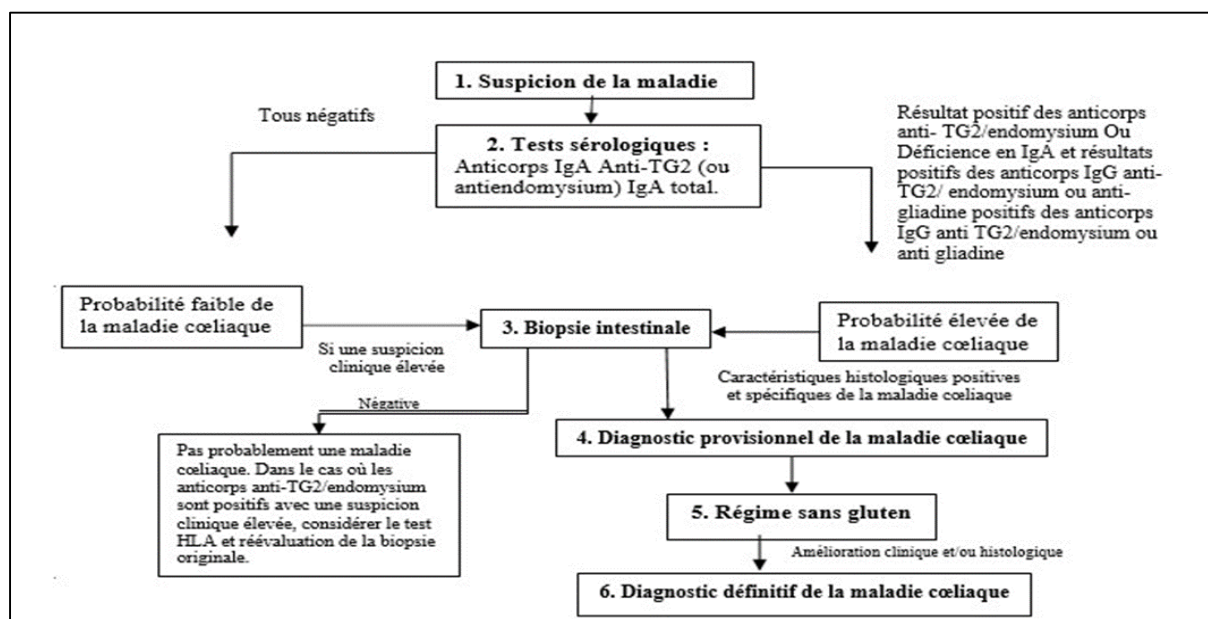 1. Suspicion de la maladie
Tous négatifs
2. Tests sérologiques :
Anticorps IgA Anti-TG2 (ou
antiendomysium) IgA total.
Résultat positif des anticorps
anti- TG2/endomysium Ou
Déficience en IgA et résultats
positifs des anticorps IgG anti-
TG2/ endomysium ou anti-
gliadine positifs des anticorps
IgG anti TG2/endomysium ou
anti gliadine
Probabilité faible de
la maladie cœliaque
Si une suspicion
clinique élevée
3. Biopsie intestinale
Probabilité élevée de
la maladie cœliaque
Caractéristiques histologiques positives
et spécifiques de la maladie cœliaque
Négative
Pas probablement une maladie
cœliaque. Dans le cas où les
anticorps anti-TG2/endomysium
sont positifs avec une suspicion
clinique élevée, considérer le test
HLA et réévaluation de la biopsie
originale.
4. Diagnostic provisionnel de la maladie cœliaque
5. Régime sans gluten
Amélioration clinique et/ou histologique
6. Diagnostic définitif de la maladie cœliaque